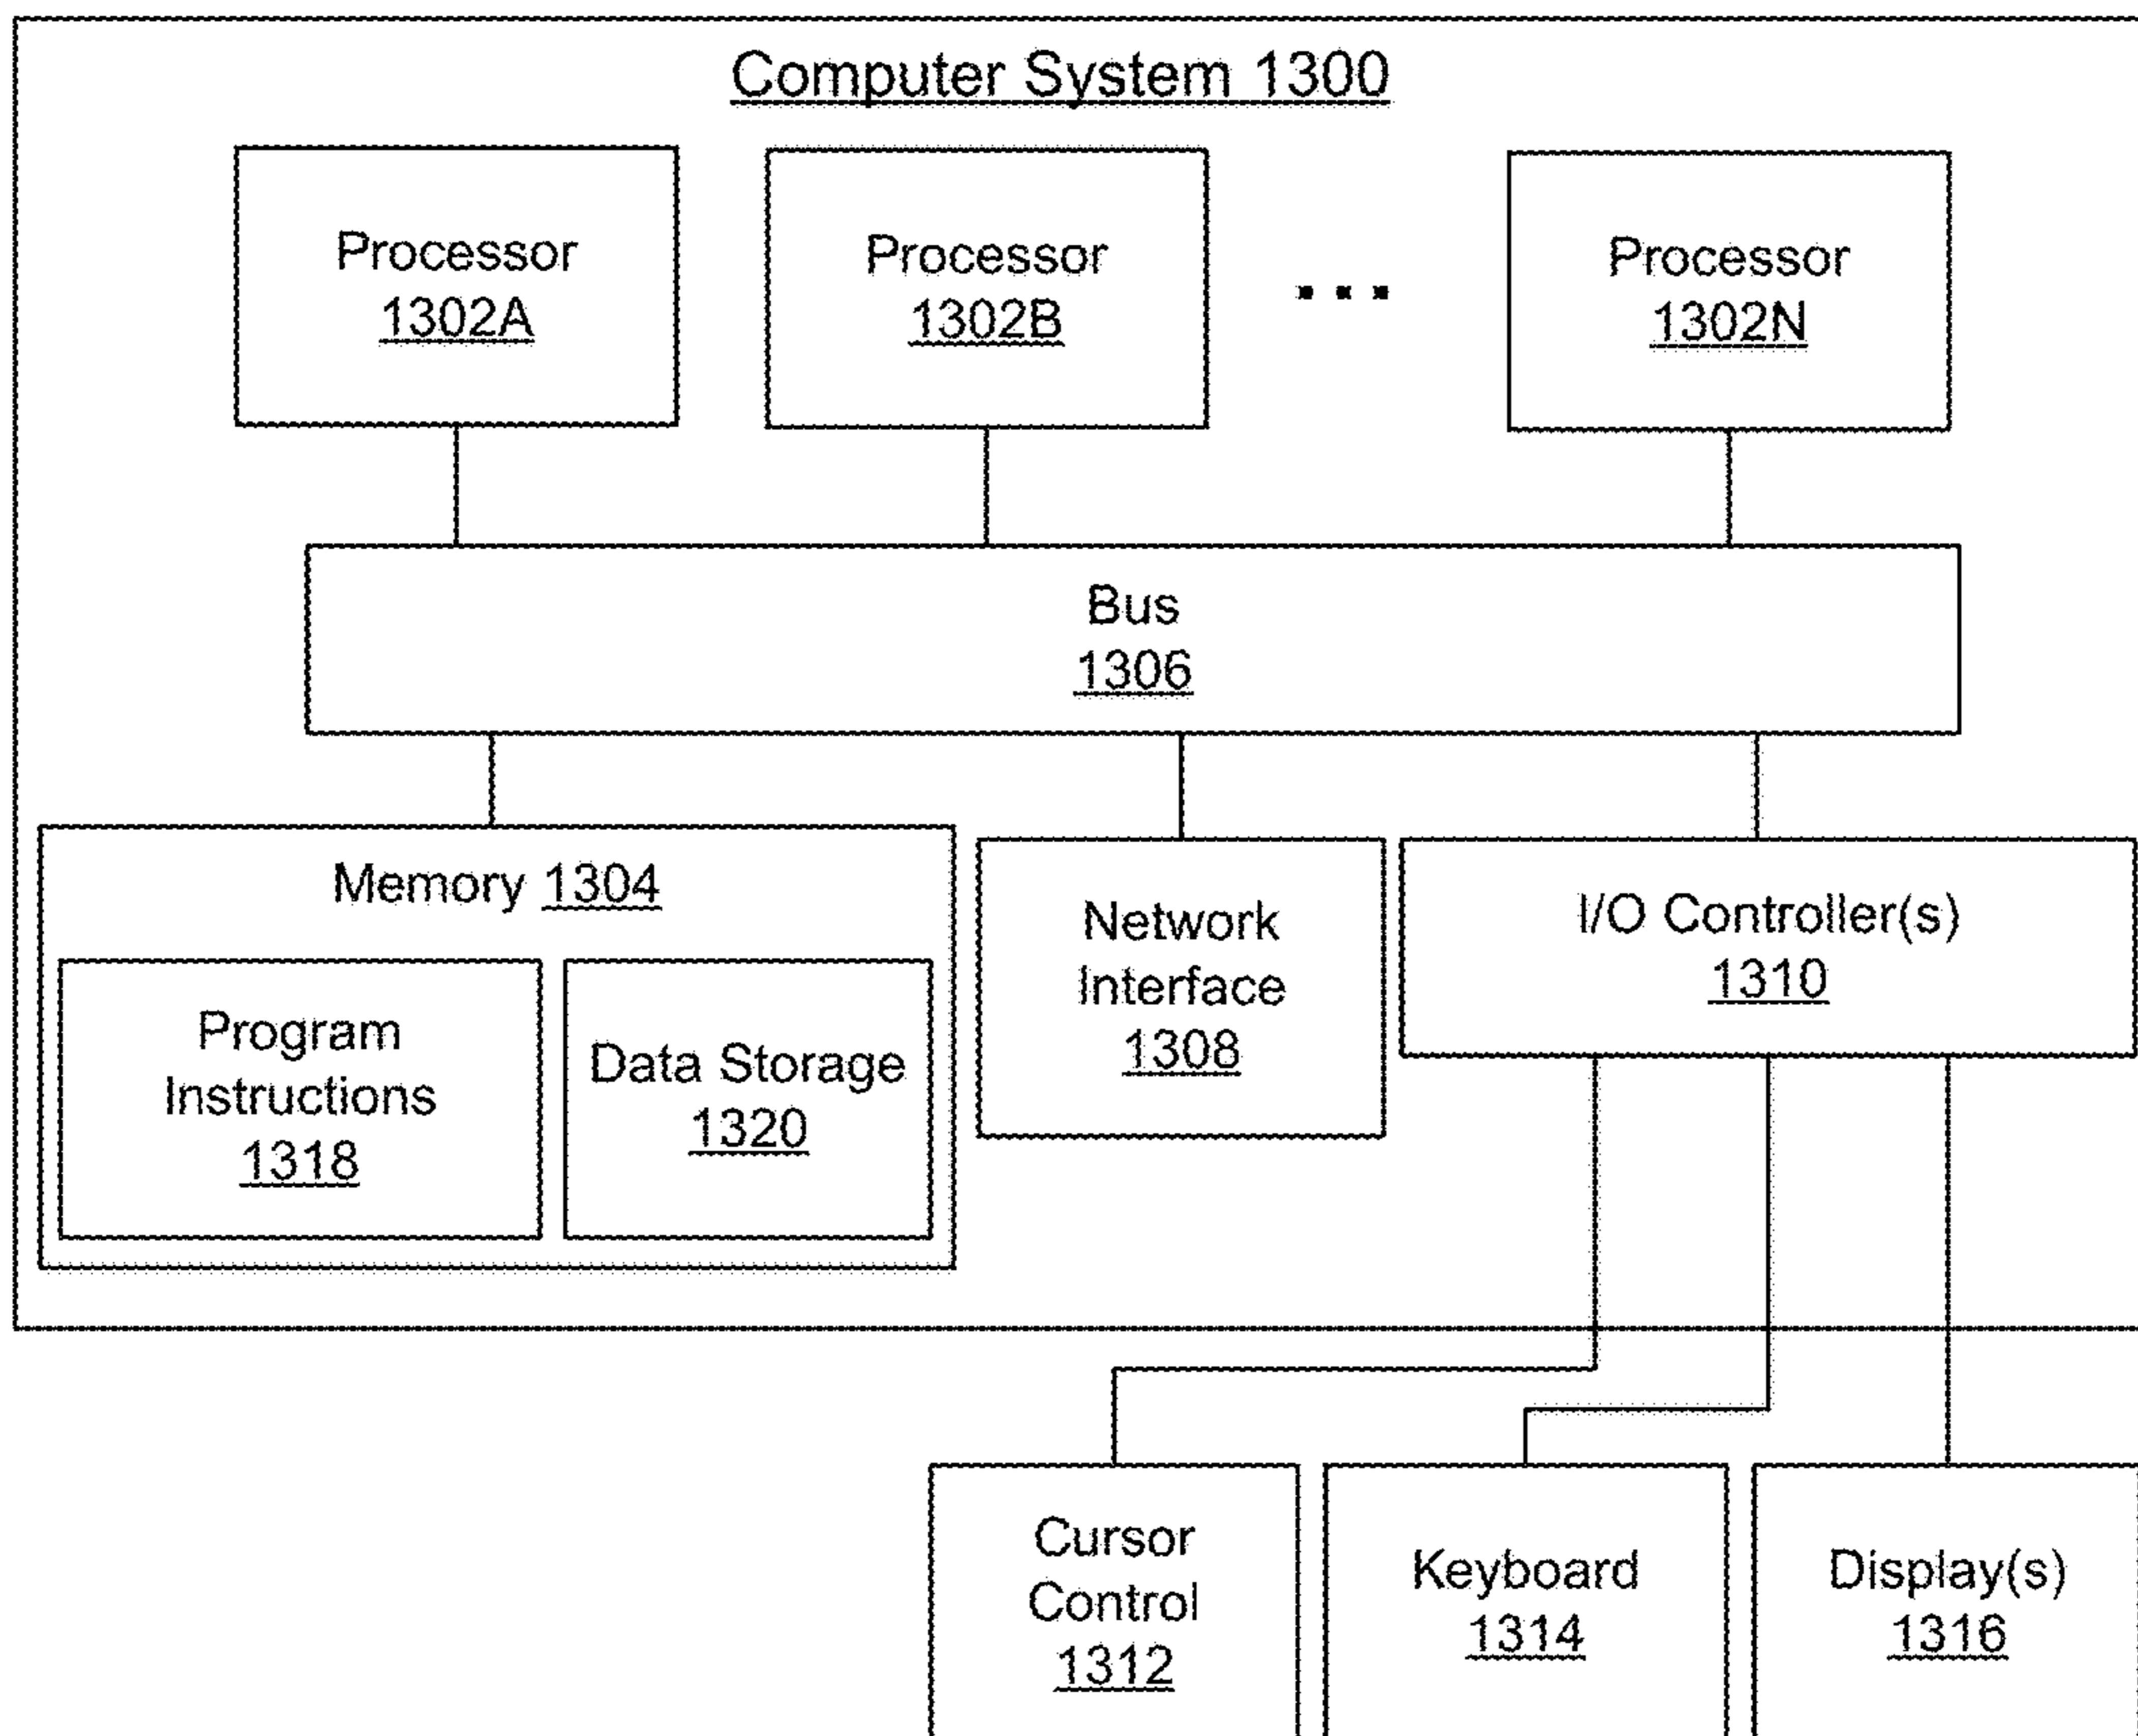 Computer System 1300
Processor
1302A
Processor
1302B
...
Processor
1302N
Bus
1306
Memory 1304
Program
Instructions
1318
Data Storage
1320
Network
Interface
1308
I/O Controller(s)
1310
Cursor
Control
1312
Keyboard
1314
Display(s)
1316